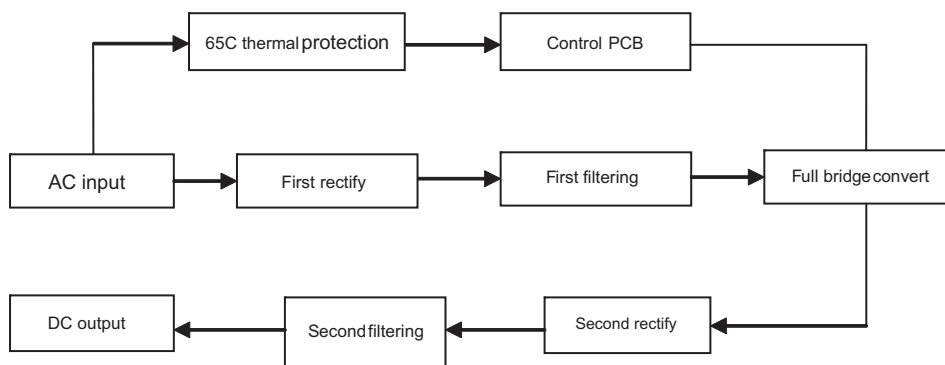 65C thermal protection
Control PCB
AC input
First rectify
First filtering
Full bridge convert
DC output
Second filtering
Second rectify